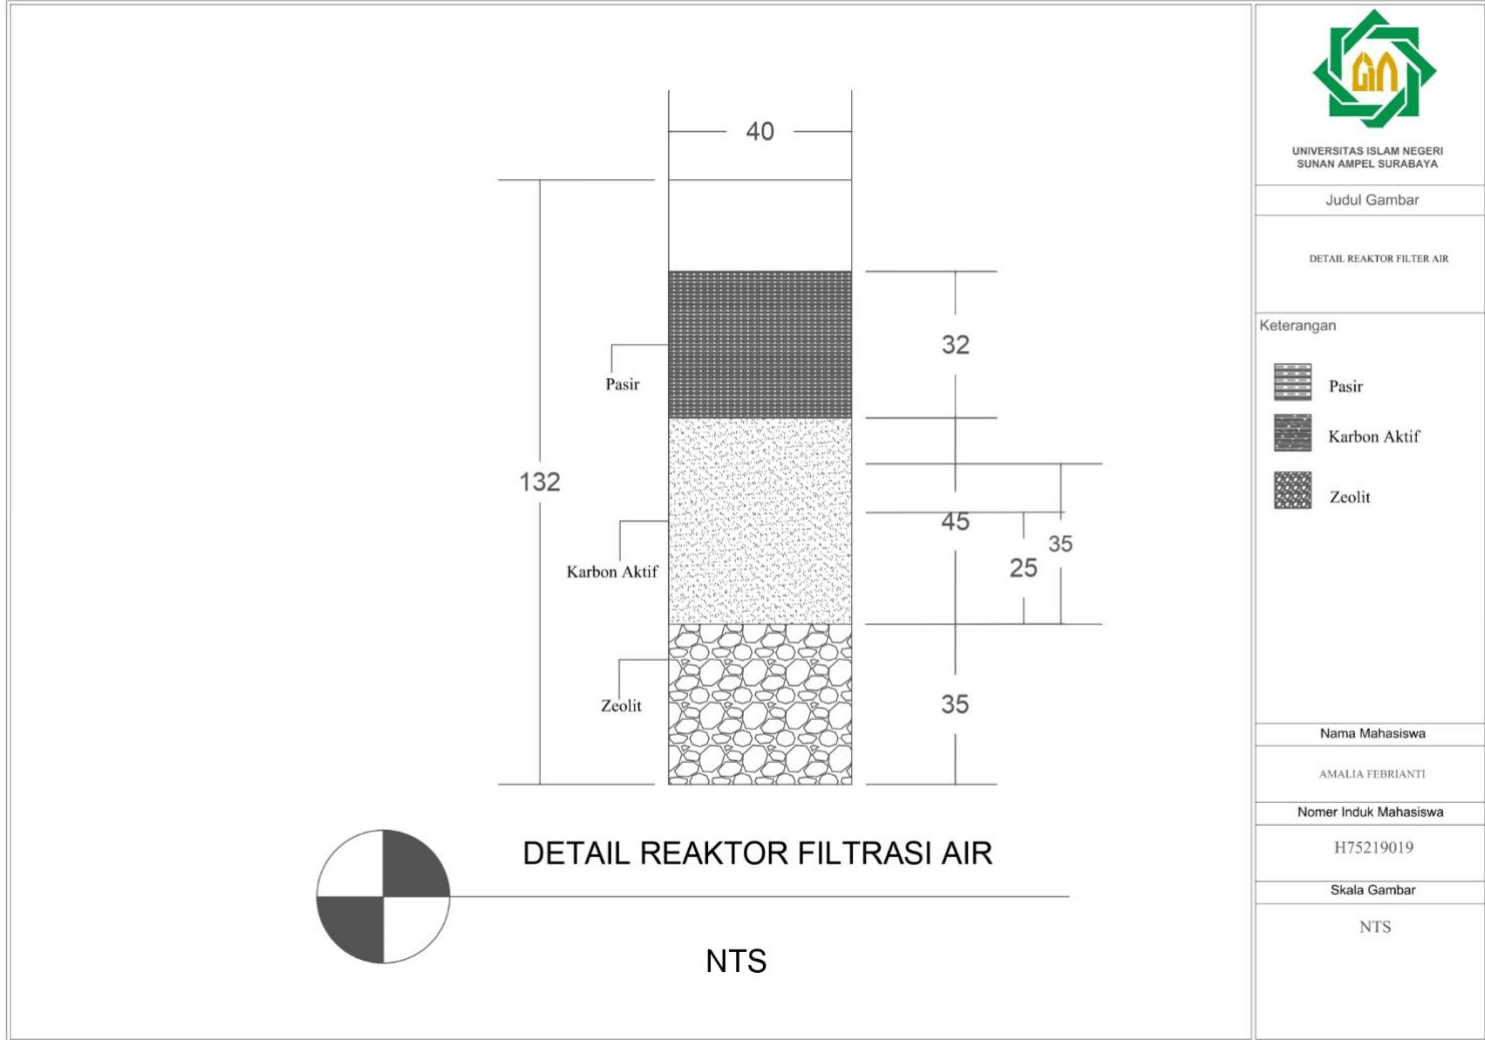 40
132
Pasir
Karbon Aktif
Zeolit
32
45
35
25
35
DETAIL REAKTOR FILTRASI AIR
NTS
UNIVERSITAS ISLAM NEGERI
SUNAN AMPEL SURABAYA
Judul Gambar
DETAIL REAKTOR FILTER AIR
Keterangan
Pasir
Karbon Aktif
Zeolit
Nama Mahasiswa
AMALIA FEBRIANTI
Nomer Induk Mahasiswa
H75219019
Skala Gambar
NTS